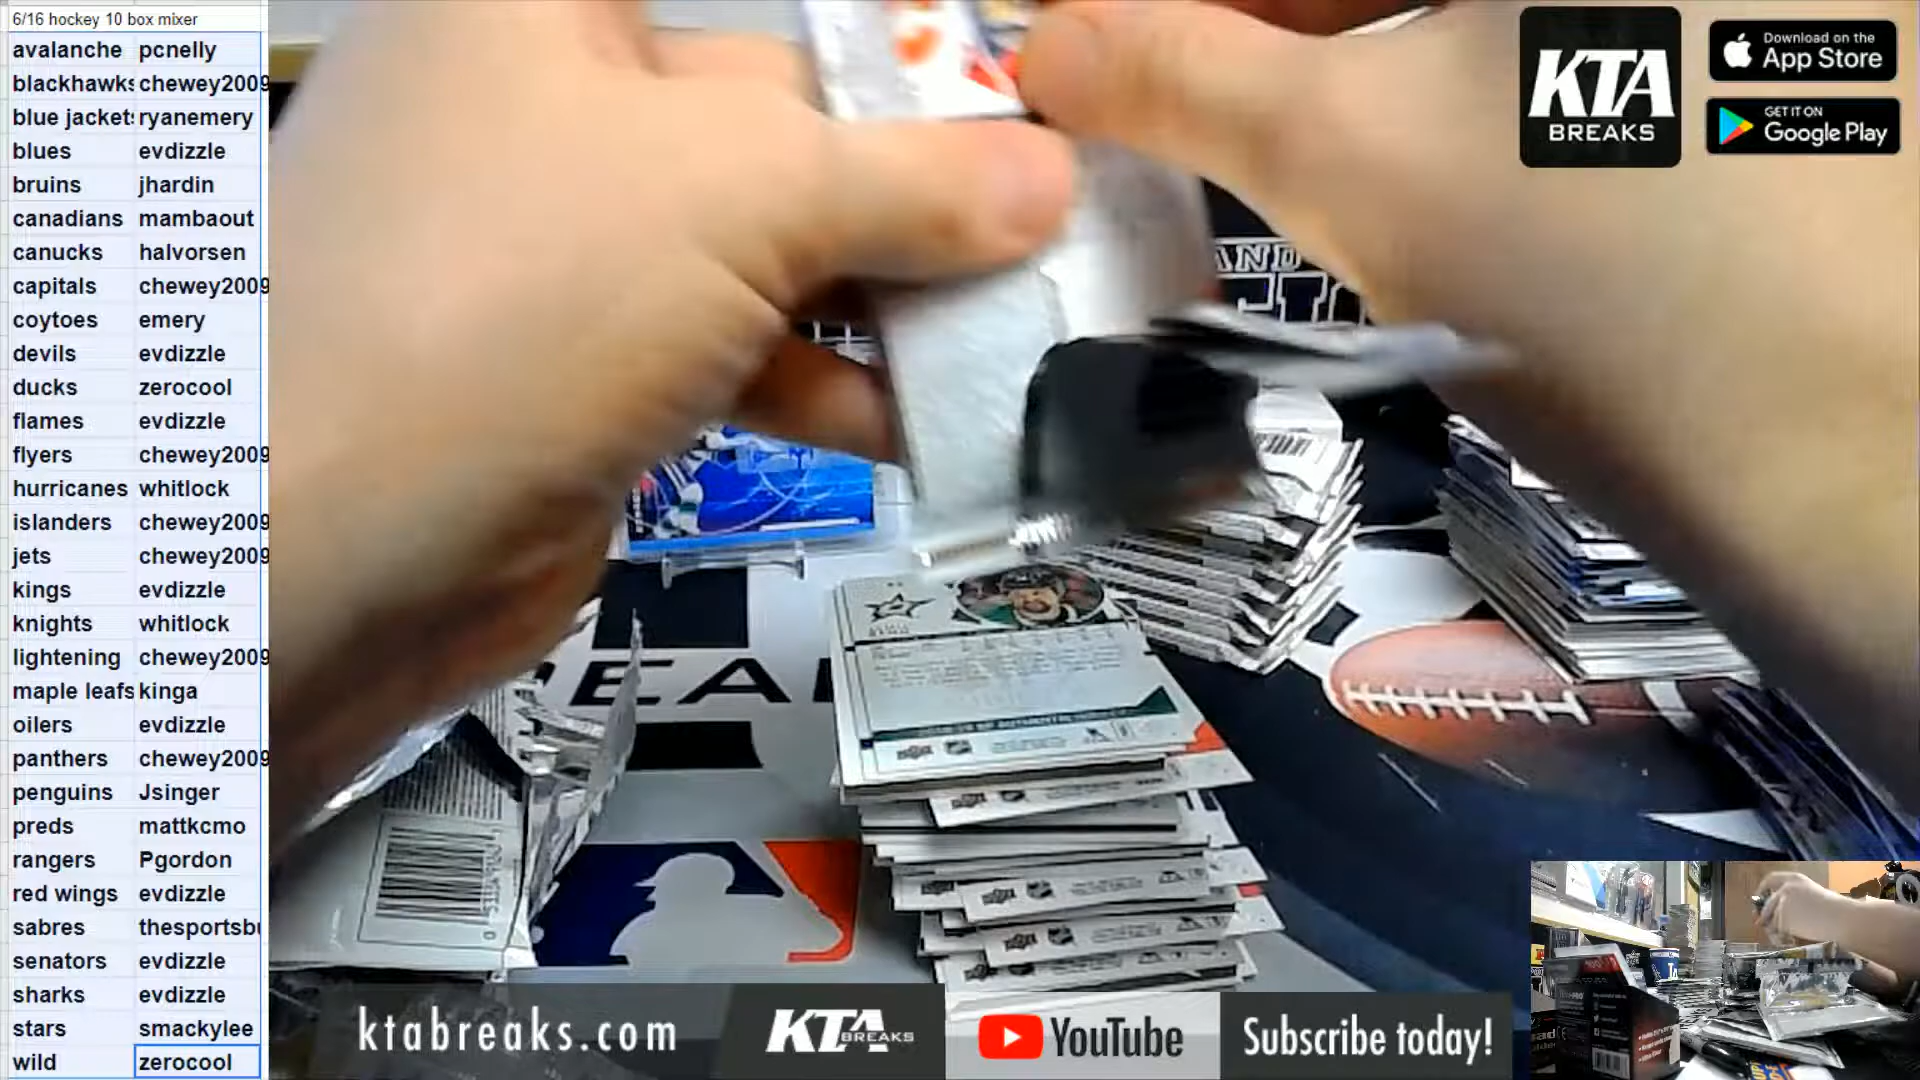 6/16 hockey 10 box mixer
avalanche pcnelly
blackhawks chewey2009
blue jackets ryanemery
blues evdizzle
bruins jhardin
canadians mambaout
canucks halvorsen
capitals chewey2009
coytoes emery
devils evdizzle
ducks zerocool
flames evdizzle
flyers chewey2009
hurricanes whitlock
islanders chewey2009
jets chewey2009
kings evdizzle
knights whitlock
lightening chewey2009
maple leafs kinga
oilers evdizzle
panthers chewey2009
penguins Jsinger
preds mattkcmo
rangers Pgordon
red wings evdizzle
sabres thesportsbu
senators evdizzle
sharks evdizzle
stars smackylee
wild zerocool
KTA
BREAKS
Download on the
App Store
GET IT ON
Google Play
AND
EA
ktabreaks.com
KTA BREAKS
YouTube
Subscribe today!